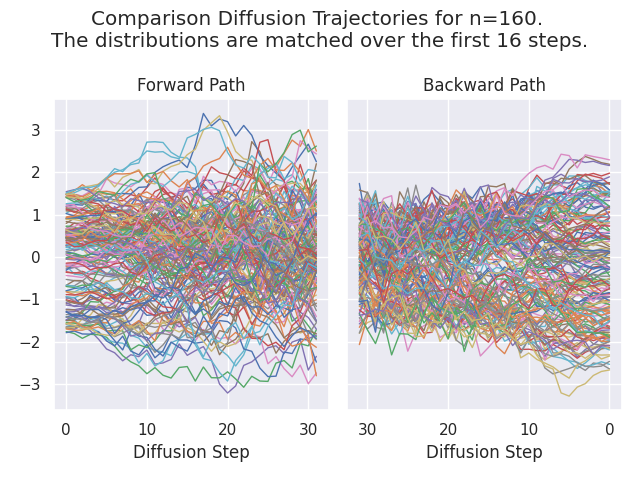 Comparison Diffusion Trajectories for n=160.
The distributions are matched over the first 16 steps.
Forward Path
Backward Path
3
2
1
0
−1
−2
−3
0 10 20 30
30 20 10 0
Diffusion Step
Diffusion Step